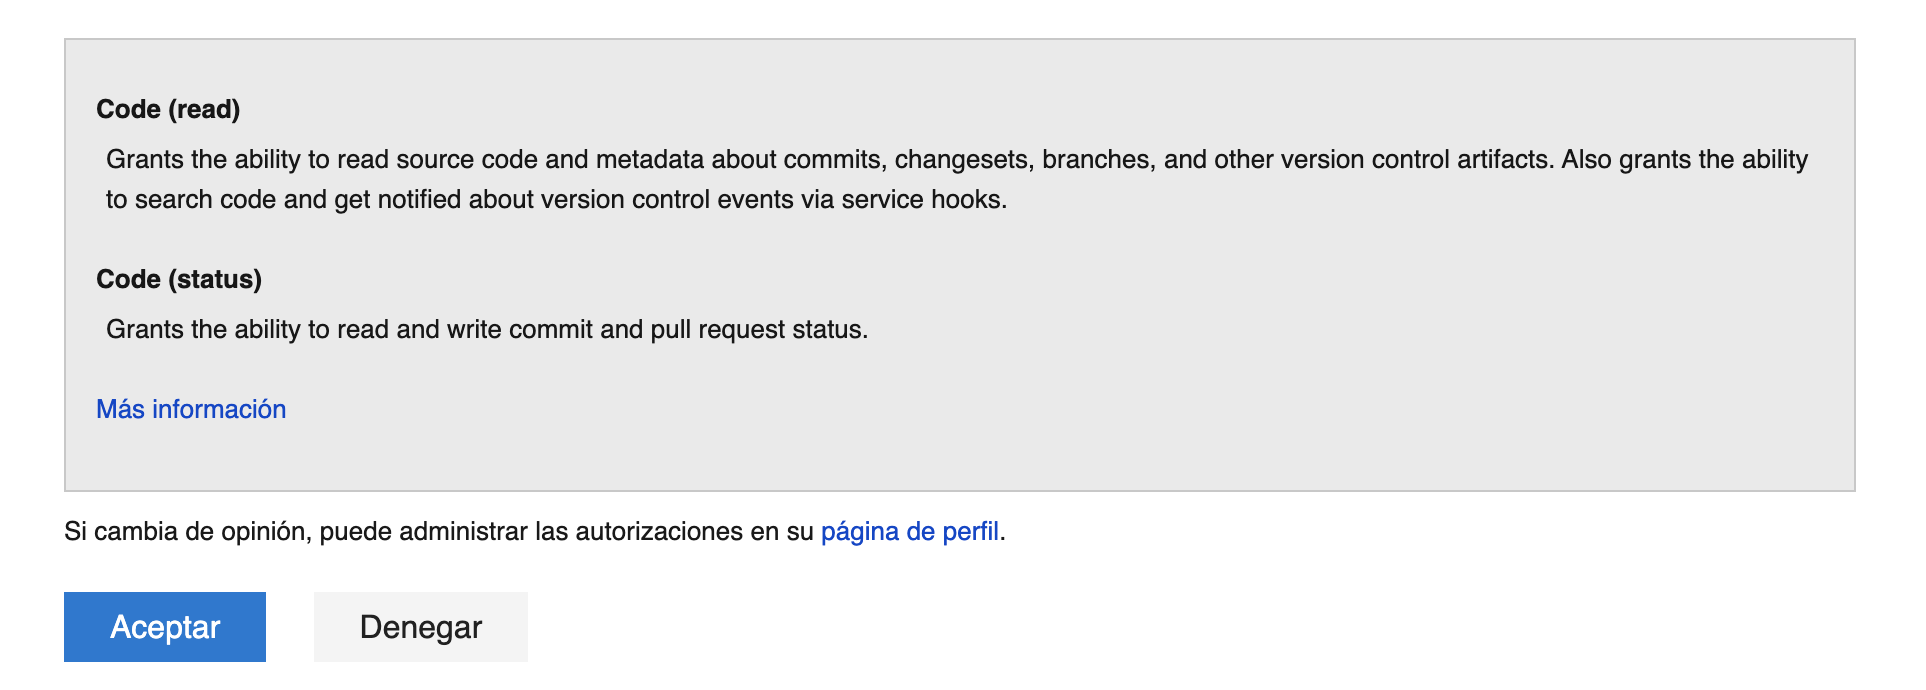 Code (read)
Grants the ability to read source code and metadata about commits, changesets, branches, and other version control artifacts. Also grants the ability
to search code and get notified about version control events via service hooks.
Code (status)
Grants the ability to read and write commit and pull request status.
Más información
Si cambia de opinión, puede administrar las autorizaciones en su página de perfil.
Aceptar
Denegar